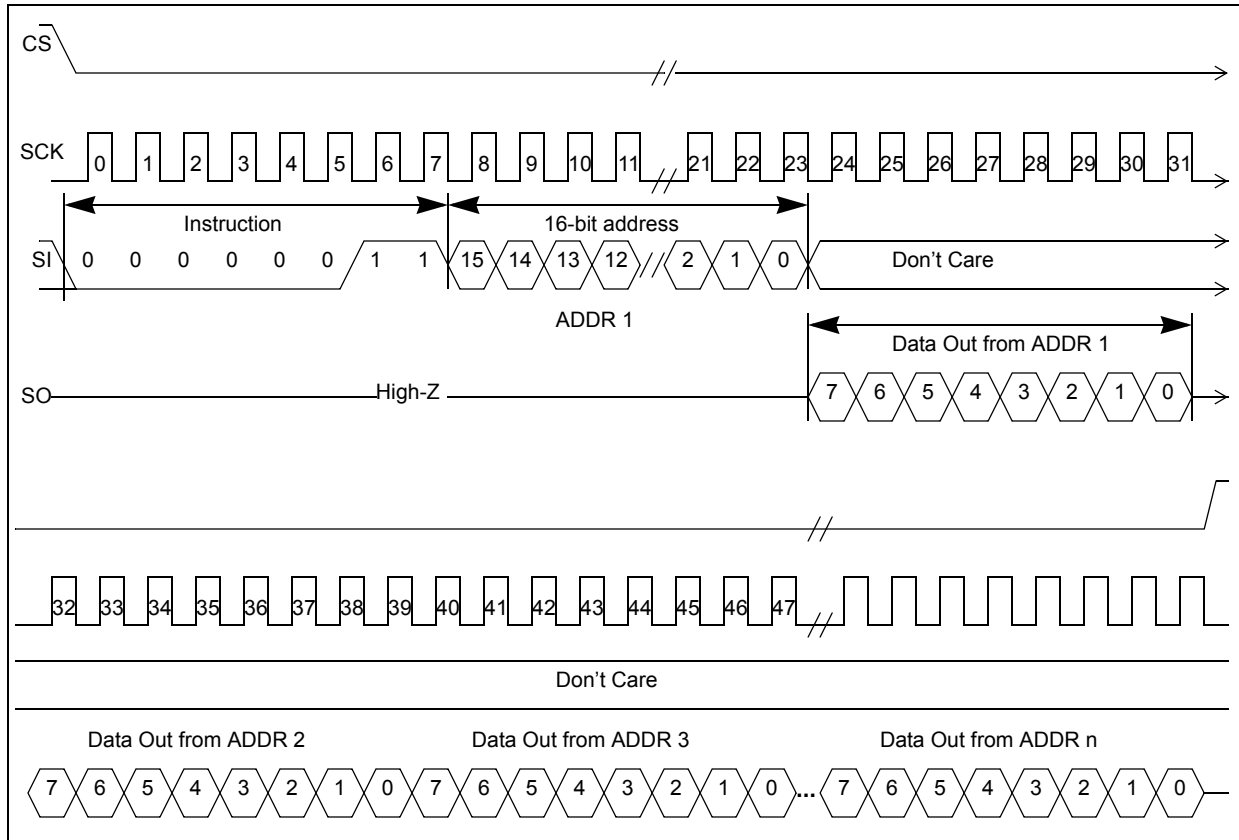 CS
SCK
0 1 2 3 4 5 6 7 8 9 10 11 21 22 23 24 25 26 27 28 29 30 31
Instruction
16-bit address
SI
0 0 0 0 0 0 1 1 15 14 13 12 2 1 0
Don't Care
ADDR 1
Data Out from ADDR 1
SO
High-Z
7 6 5 4 3 2 1 0
32 33 34 35 36 37 38 39 40 41 42 43 44 45 46 47
Don't Care
Data Out from ADDR 2
Data Out from ADDR 3
Data Out from ADDR n
7 6 5 4 3 2 1 0 7 6 5 4 3 2 1 0 ... 7 6 5 4 3 2 1 0